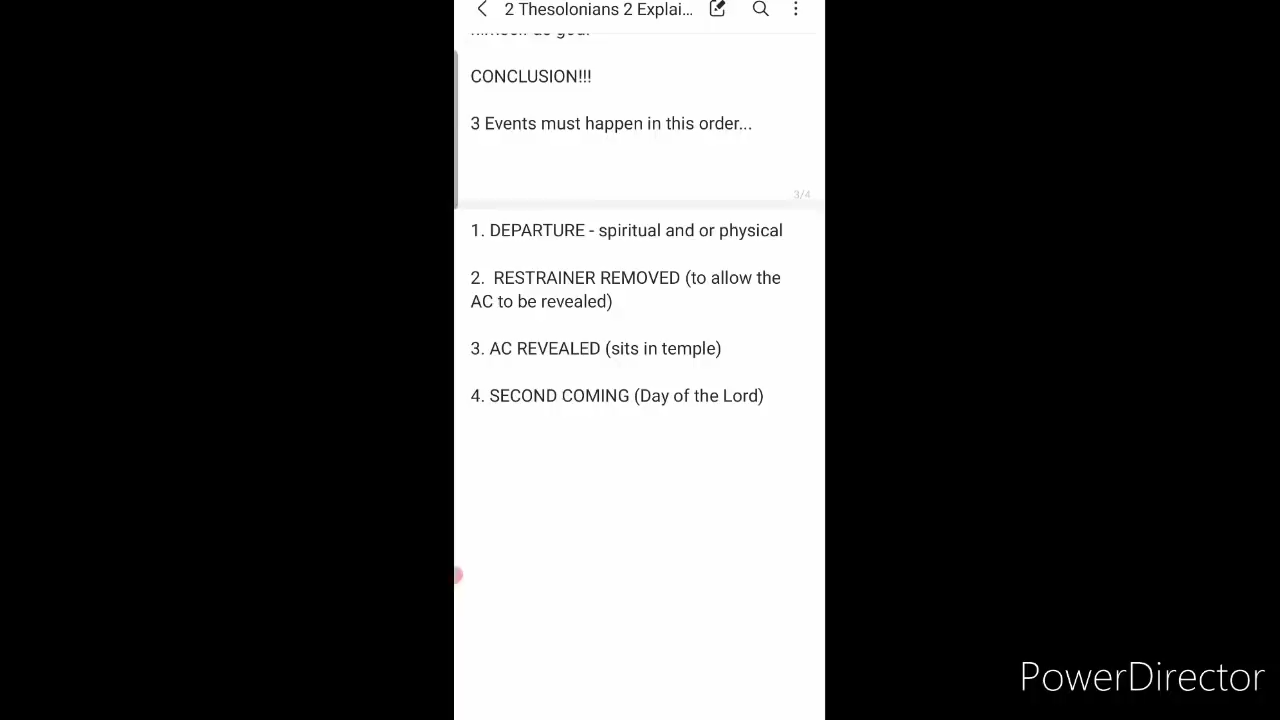 2 Thesolonians 2 Explai...
CONCLUSION!!!
3 Events must happen in this order...
3/4
1. DEPARTURE - spiritual and or physical
2. RESTRAINER REMOVED (to allow the
AC to be revealed)
3. AC REVEALED (sits in temple)
4. SECOND COMING (Day of the Lord)
PowerDirector